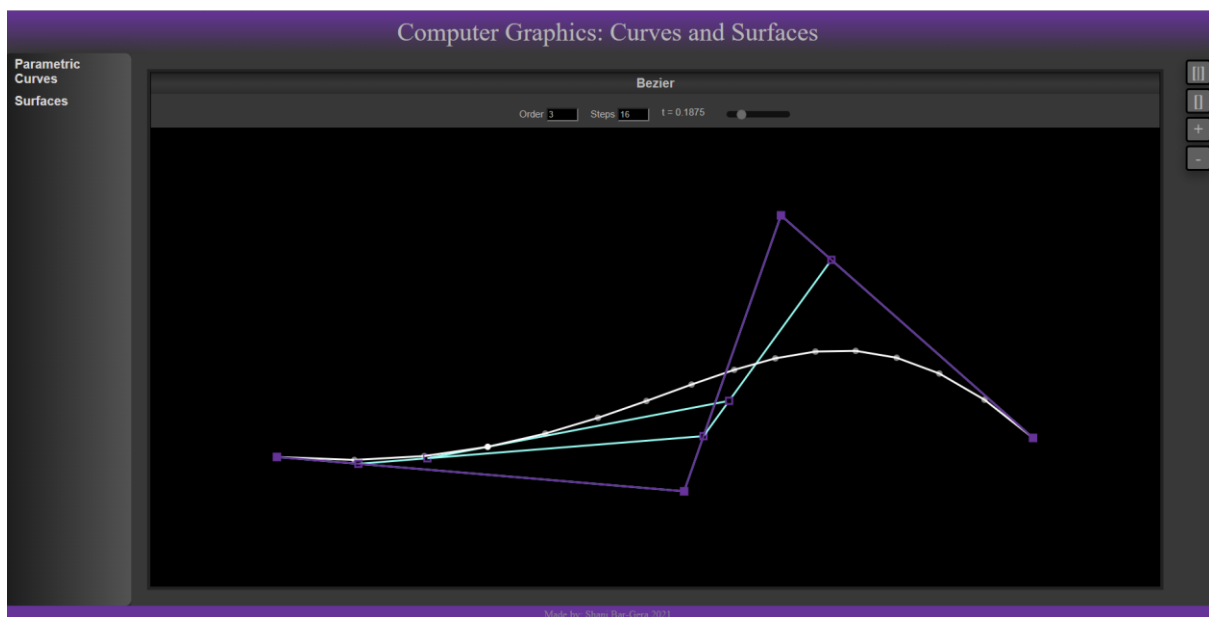 Computer Graphics: Curves and Surfaces
Parametric
Curves
Surfaces
Bezier
Order 3 Steps 16 t = 0.1875
[|]
[]
+
-
Made by: Shani Bar-Gera 2021